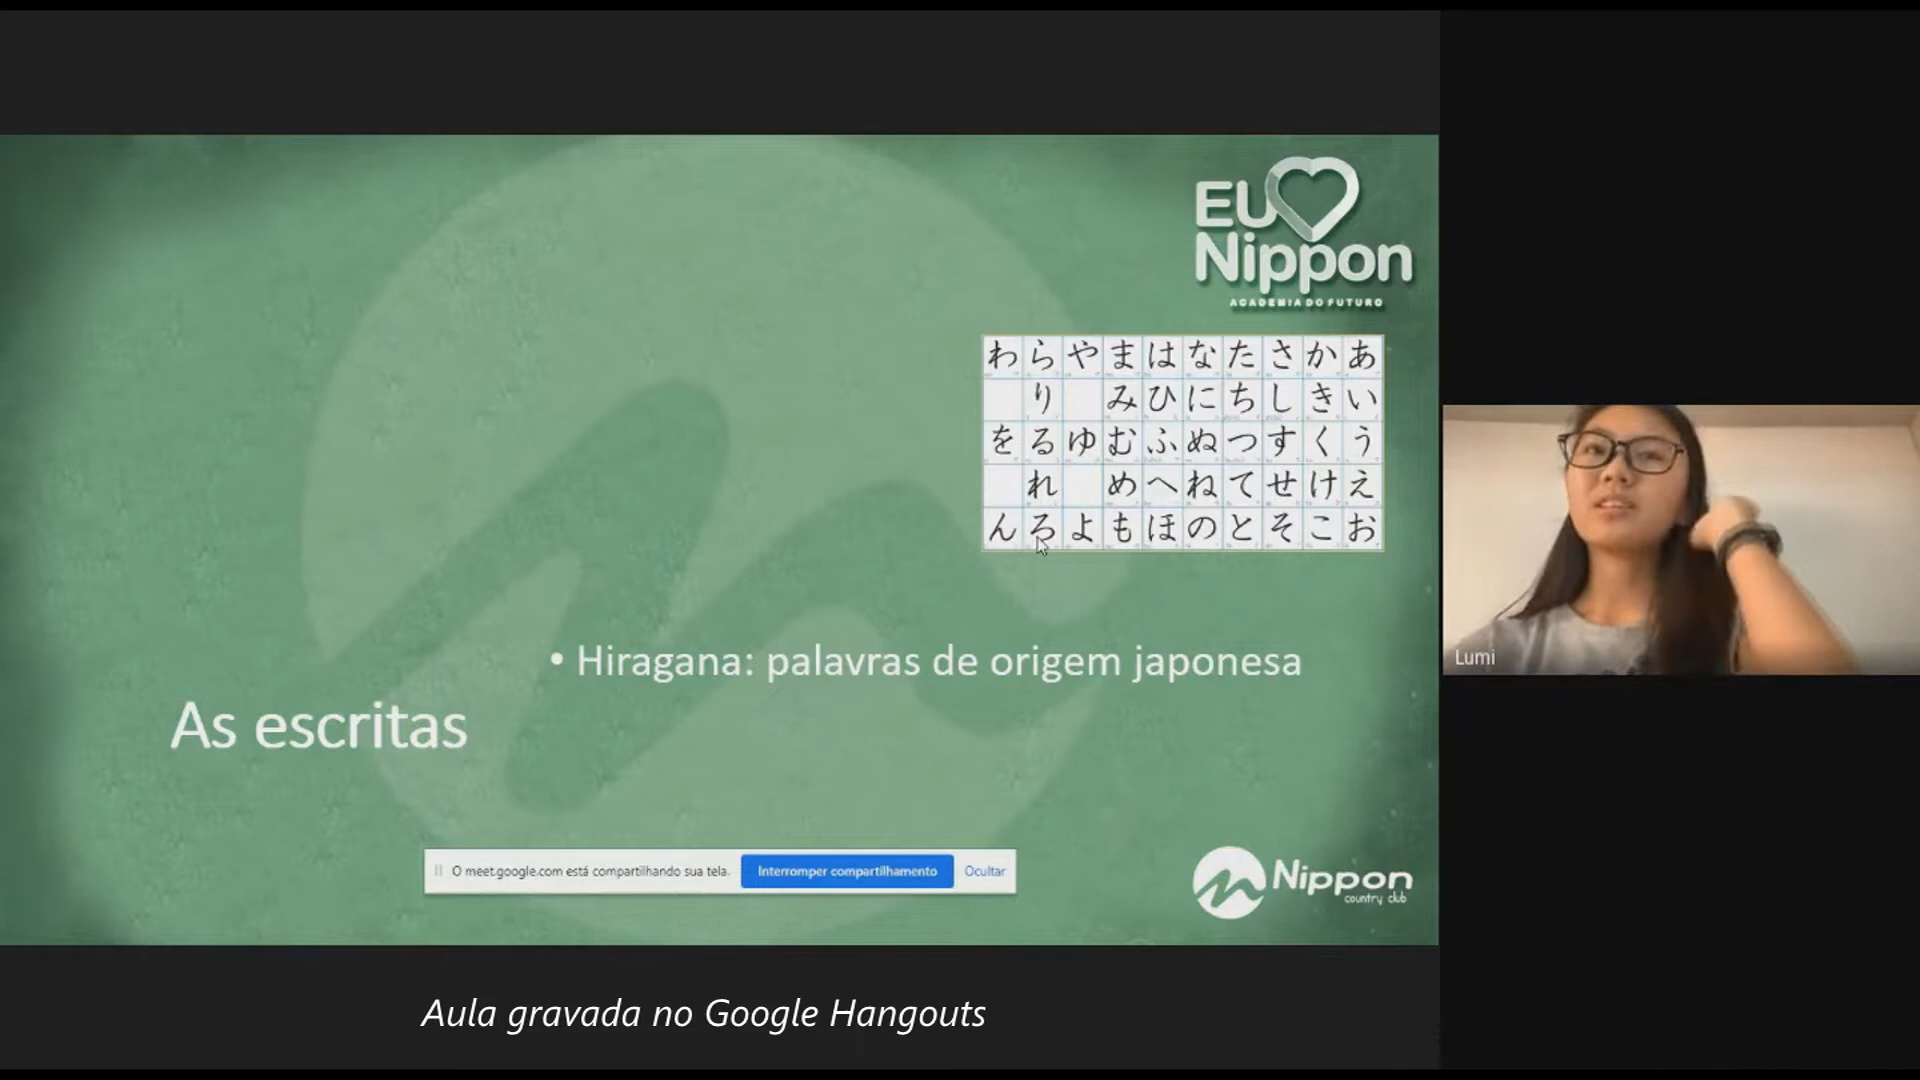 EU
Nippon
ACADEMIA DO FUTURO
わらやまはなたさかあ
り みひにちしきい
をるゆむふぬつすくう
れ めへねてせけえ
んろよもほのとそこお
• Hiragana: palavras de origem japonesa
As escritas
O meet.google.com está compartilhando sua tela. Interromper compartilhamento Ocultar
Nippon
country club
Lumi
Aula gravada no Google Hangouts